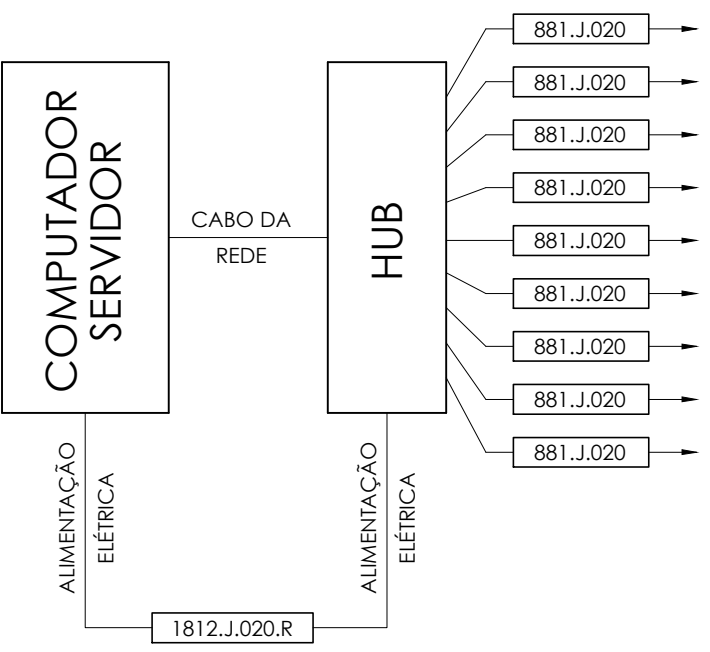 COMPUTADOR
SERVIDOR
CABO DA
REDE
HUB
881.J.020
881.J.020
881.J.020
881.J.020
881.J.020
881.J.020
881.J.020
881.J.020
881.J.020
ALIMENTAÇÃO
ELÉTRICA
ALIMENTAÇÃO
ELÉTRICA
1812.J.020.R